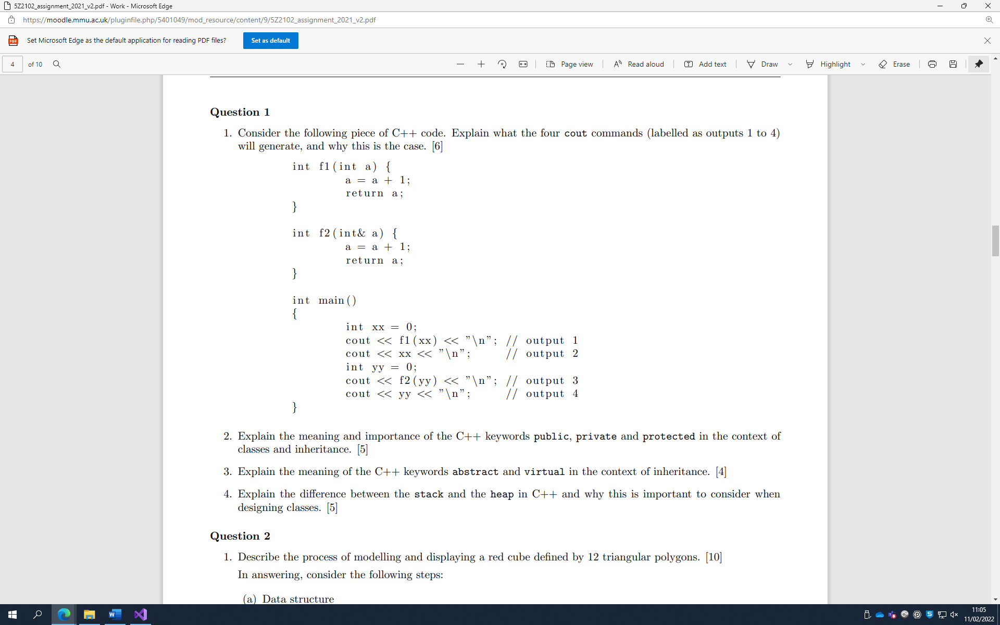 5Z2102_assignment_2021_v2.pdf - Work - Microsoft Edge
https://moodle.mmu.ac.uk/pluginfile.php/5401049/mod_resource/content/9/5Z2102_assignment_2021_v2.pdf
PDF Set Microsoft Edge as the default application for reading PDF files? Set as default
4 of 10 Page view Read aloud Add text Draw Highlight Erase
Question 1
1. Consider the following piece of C++ code. Explain what the four cout commands (labelled as outputs 1 to 4)
will generate, and why this is the case. [6]
int f1(int a) {
a = a + 1;
return a;
}
int f2(int& a) {
a = a + 1;
return a;
}
int main()
{
int xx = 0;
cout << f1(xx) << ”\n”; // output 1
cout << xx << ”\n”; // output 2
int yy = 0;
cout << f2(yy) << ”\n”; // output 3
cout << yy << ”\n”; // output 4
}
2. Explain the meaning and importance of the C++ keywords public, private and protected in the context of
classes and inheritance. [5]
3. Explain the meaning of the C++ keywords abstract and virtual in the context of inheritance. [4]
4. Explain the difference between the stack and the heap in C++ and why this is important to consider when
designing classes. [5]
Question 2
1. Describe the process of modelling and displaying a red cube defined by 12 triangular polygons. [10]
In answering, consider the following steps:
(a) Data structure
11:05
11/02/2022